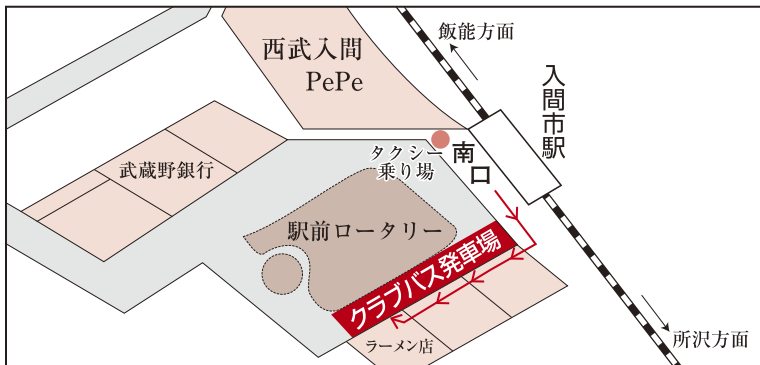 飯能方面
西武入間
PePe
入間市駅
タクシー
乗り場
南口
武蔵野銀行
駅前ロータリー
クラブバス発車場
ラーメン店
所沢方面